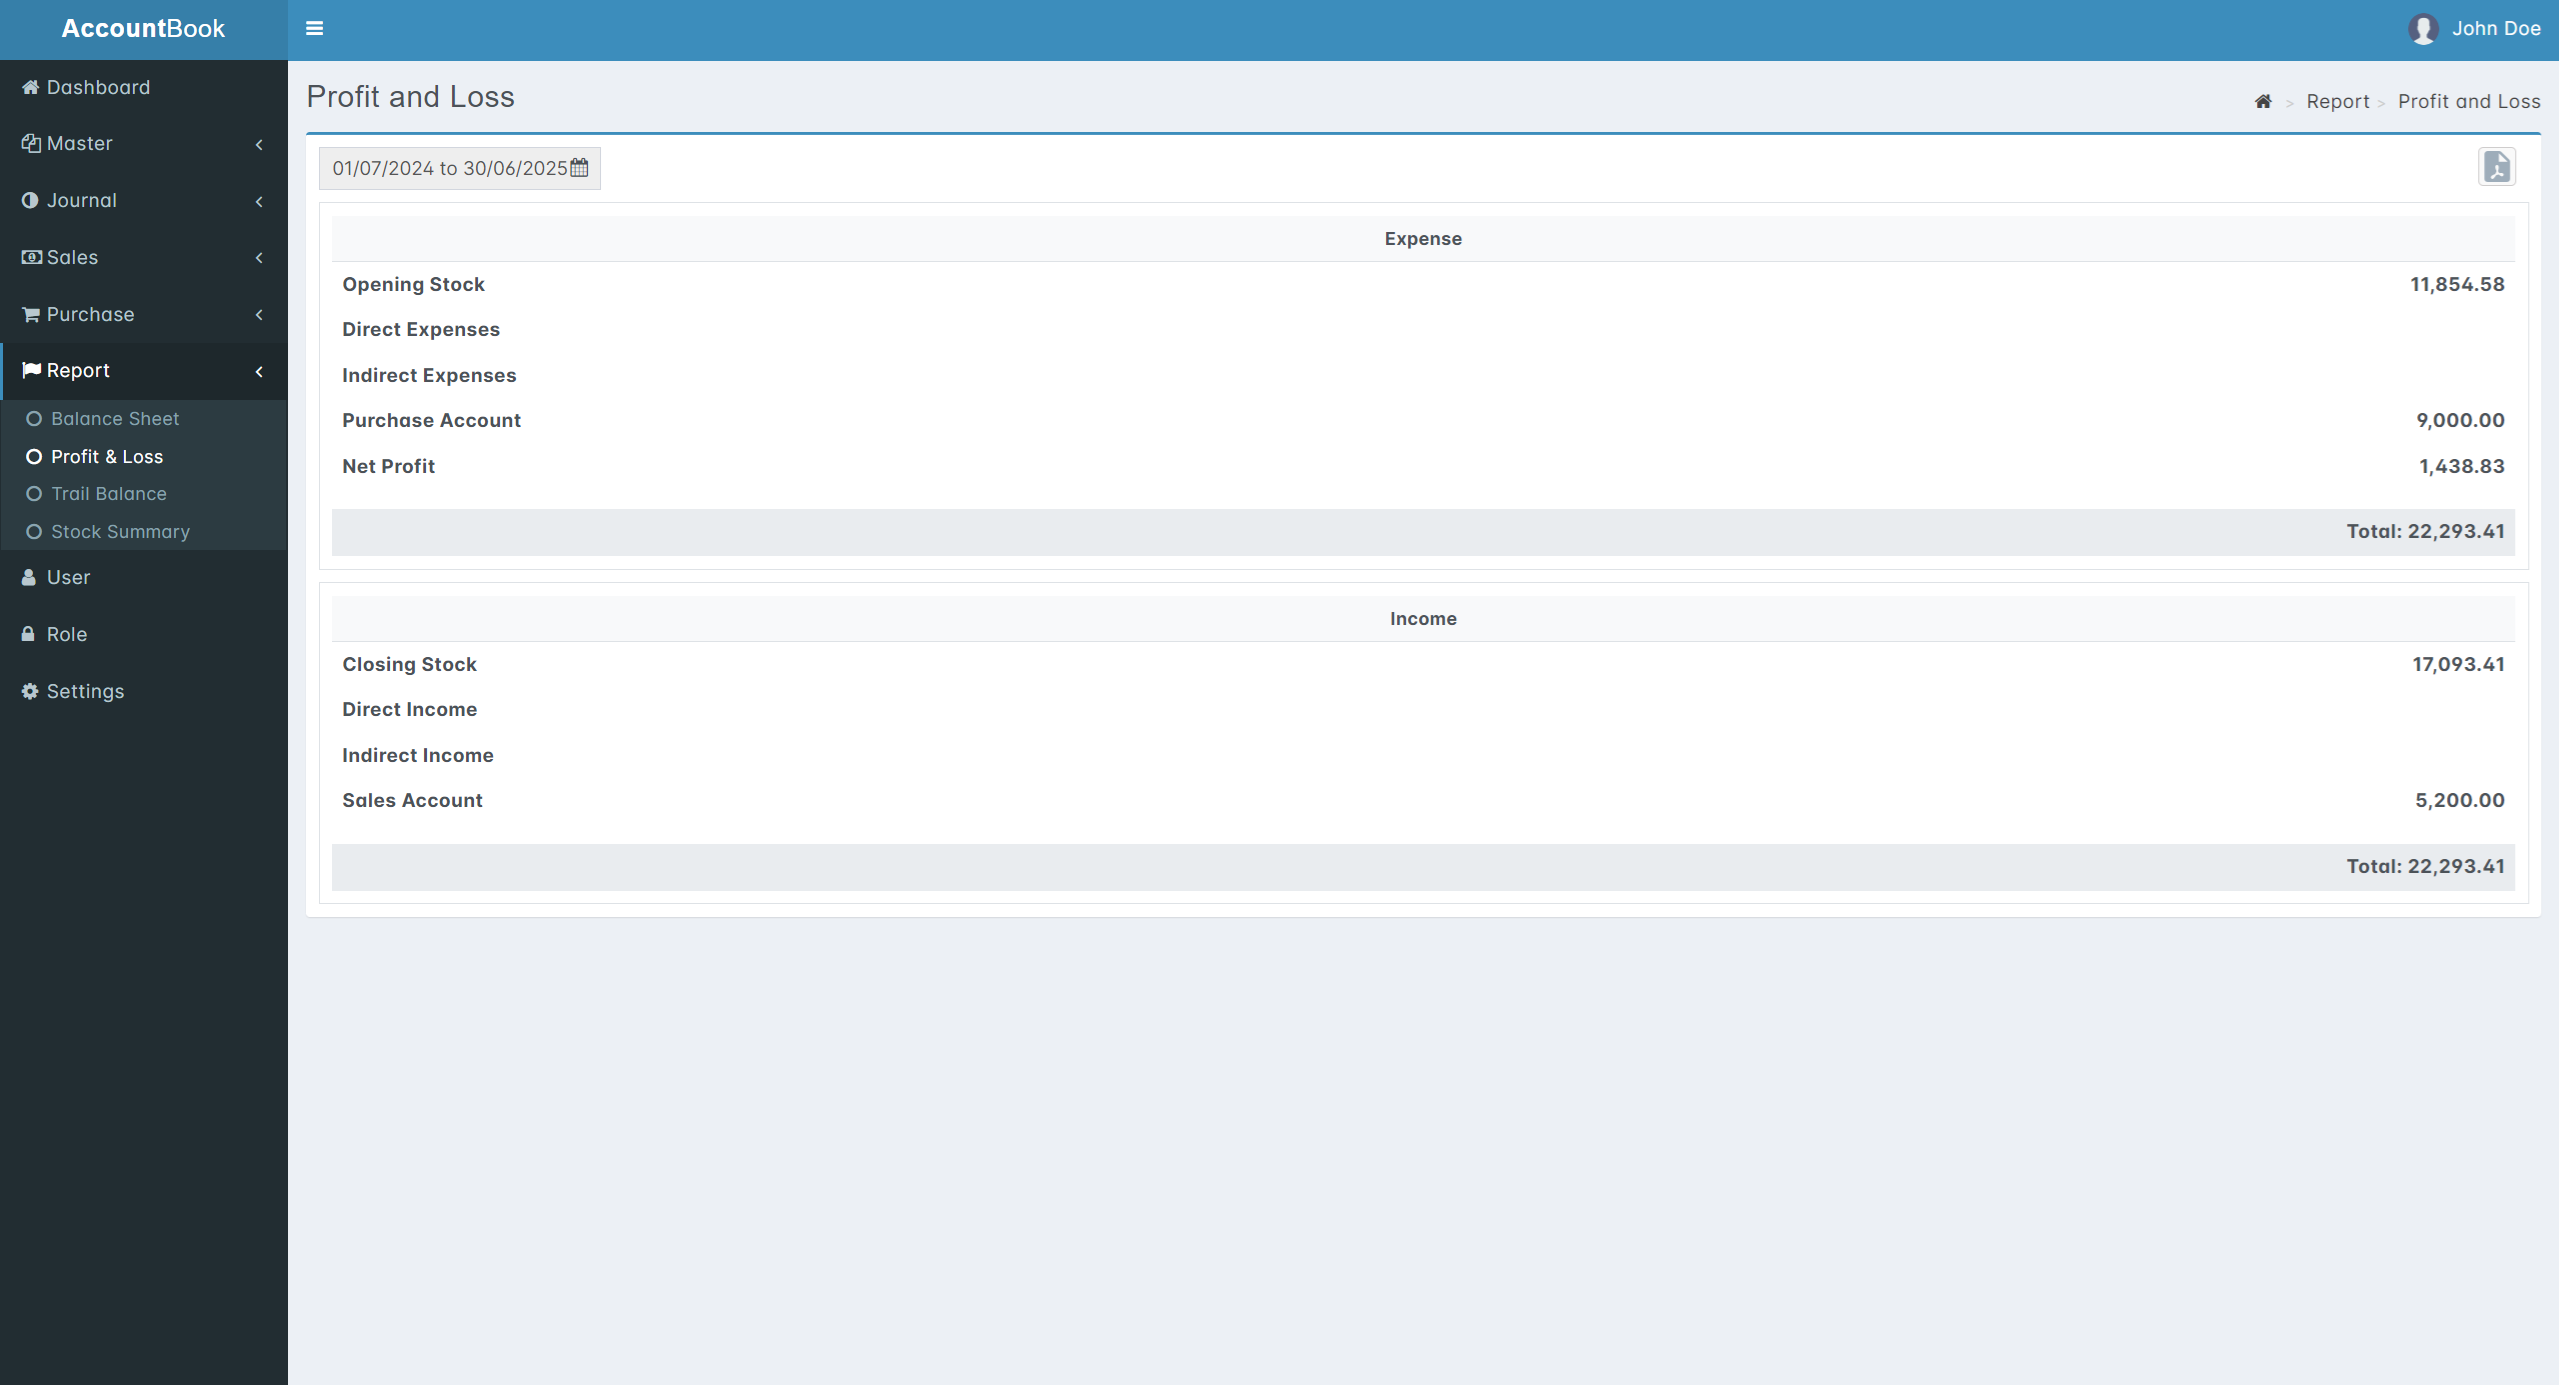 AccountBook
John Doe
Dashboard
Master
Journal
Sales
Purchase
Report
Balance Sheet
Profit & Loss
Trail Balance
Stock Summary
User
Role
Settings
Profit and Loss
> Report > Profit and Loss
01/07/2024 to 30/06/2025
Expense
Opening Stock 11,854.58
Direct Expenses
Indirect Expenses
Purchase Account 9,000.00
Net Profit 1,438.83
Total: 22,293.41
Income
Closing Stock 17,093.41
Direct Income
Indirect Income
Sales Account 5,200.00
Total: 22,293.41